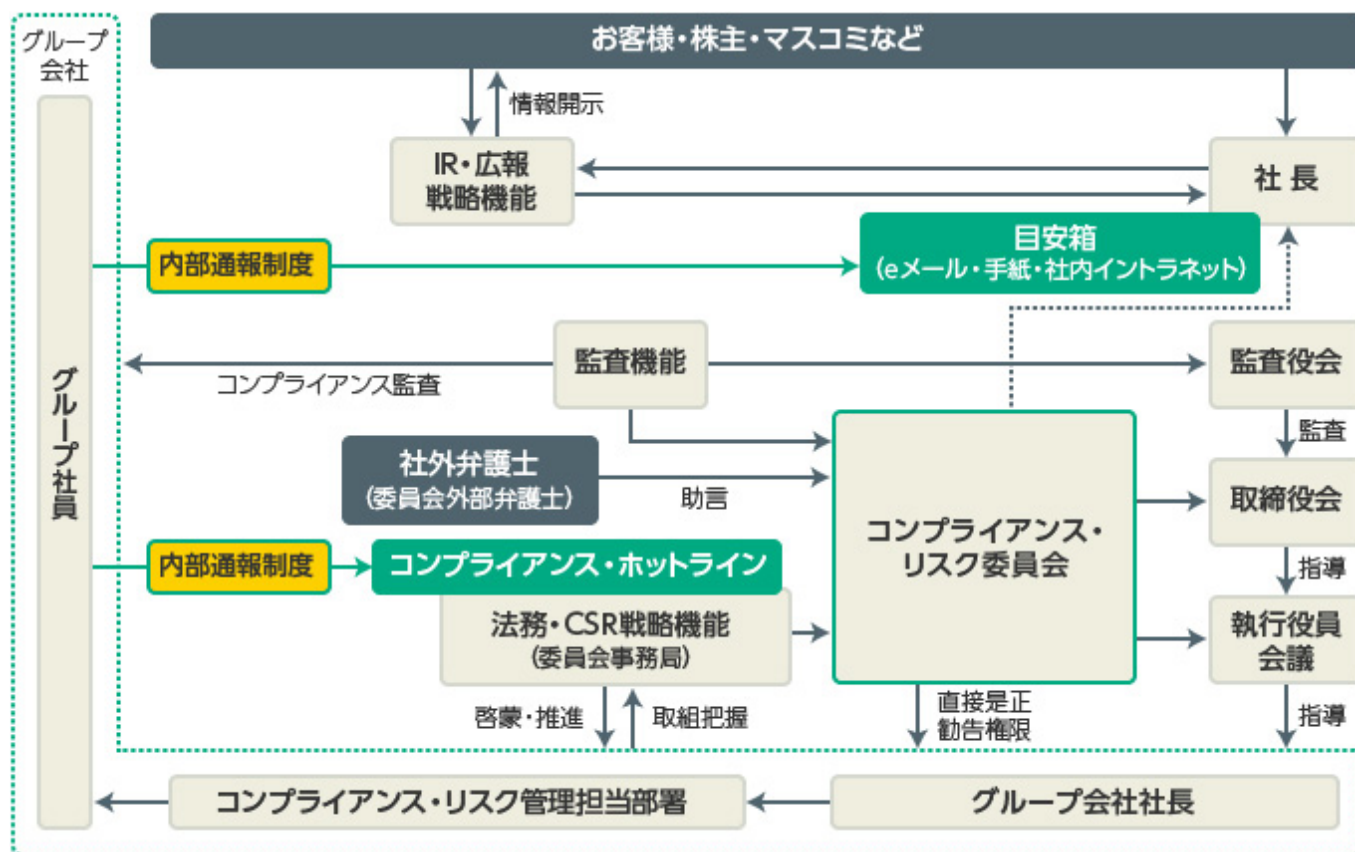 グループ
会社
お客様・株主・マスコミなど
情報開示
IR・広報
戦略機能
社 長
内部通報制度
目安箱
(eメール・手紙・社内イントラネット)
監査機能
監査役会
コンプライアンス監査
グループ社員
監査
社外弁護士
(委員会外部弁護士)
助言
コンプライアンス・
リスク委員会
取締役会
指導
内部通報制度
コンプライアンス・ホットライン
法務・CSR戦略機能
(委員会事務局)
執行役員
会議
啓蒙・推進
取組把握
直接是正
勧告権限
指導
コンプライアンス・リスク管理担当部署
グループ会社社長